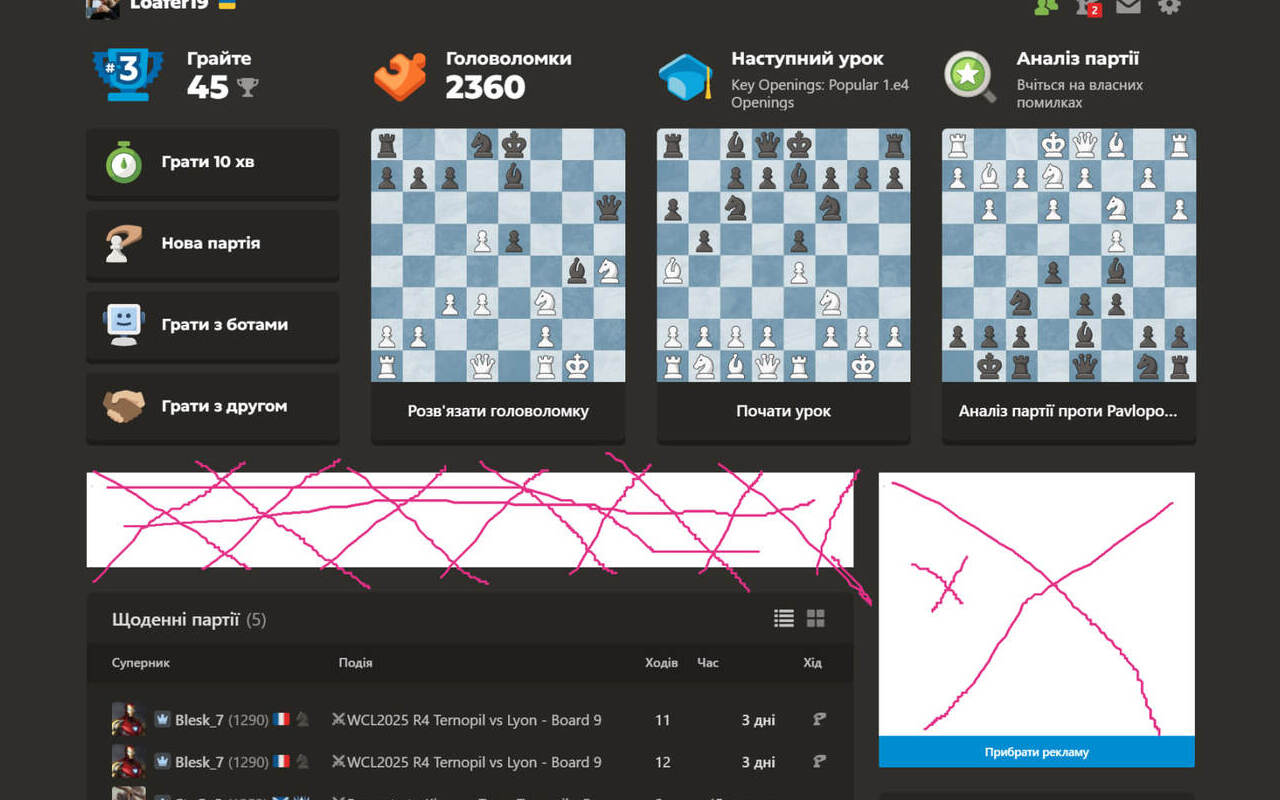 Loafer19
2
#3
Грайте
45
Головоломки
2360
Наступний урок
Key Openings: Popular 1.e4
Openings
Аналіз партії
Вчіться на власних
помилках
Грати 10 хв
Нова партія
Грати з ботами
Грати з другом
Розв'язати головоломку
Почати урок
Аналіз партії проти Pavlopo...
Прибрати рекламу
Щоденні партії (5)
Суперник Подія Ходів Час Хід
Blesk_7 (1290) WCL2025 R4 Ternopil vs Lyon - Board 9 11 3 дні
Blesk_7 (1290) WCL2025 R4 Ternopil vs Lyon - Board 9 12 3 дні